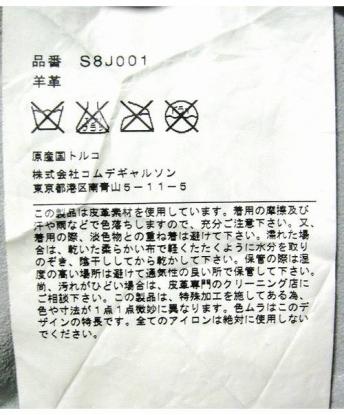 品番 S8J001
羊革
エンソ
サラシ
原産国トルコ
株式会社コムデギャルソン
東京都港区南青山5-11-5
この製品は皮革素材を使用しています。着用の摩擦及び
汗や雨などで色落ちしますので、充分ご注意下さい。又、
着用の際、淡色物との重ね着は避けて下さい。濡れた場
合は、乾いた柔らかい布で軽くたたくように水分を取り
のぞき、陰干ししてから乾かして下さい。保管の際は湿
度の高い場所は避けて通気性の良い所で保管して下さい。
尚、汚れがひどい場合は、皮革専門のクリーニング店に
ご相談下さい。この製品は、特殊加工を施してある為、
色や寸法が1点1点微妙に異なります。色ムラはこのデ
ザインの特長です。全てのアイロンは絶対に使用しない
で下さい。